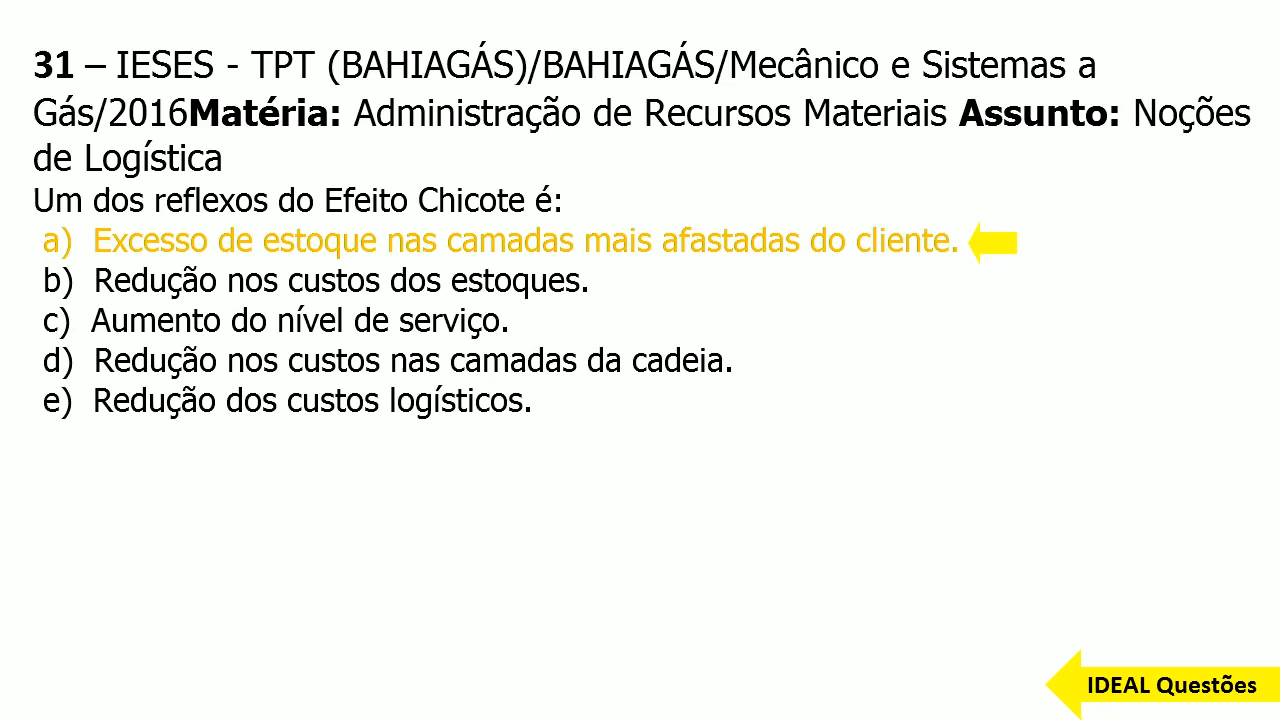 31 – IESES - TPT (BAHIAGÁS)/BAHIAGÁS/Mecânico e Sistemas a
Gás/2016Matéria: Administração de Recursos Materiais Assunto: Noções
de Logística
Um dos reflexos do Efeito Chicote é:
a) Excesso de estoque nas camadas mais afastadas do cliente.
b) Redução nos custos dos estoques.
c) Aumento do nível de serviço.
d) Redução nos custos nas camadas da cadeia.
e) Redução dos custos logísticos.
IDEAL Questões